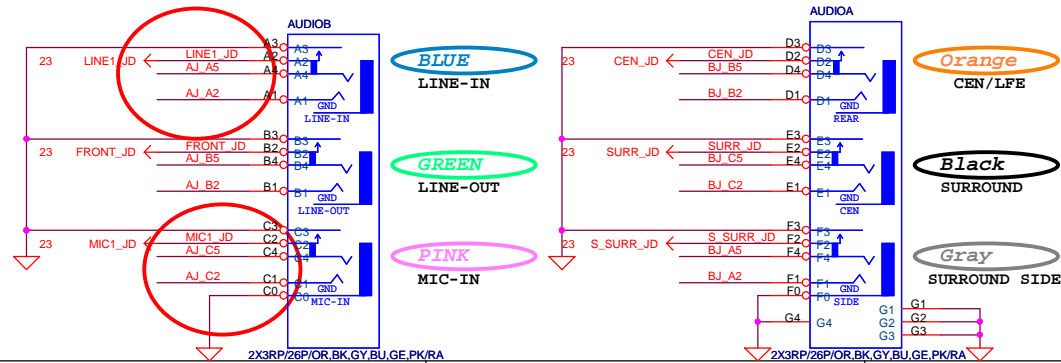 AUDIOB
A3
A3
23 LINE1_JD LINE1_JD A2 A2
AJ_A5 A4 A4
AJ_A2 A1 A1
GND
LINE-IN
BLUE
LINE-IN
B3 B3
23 FRONT_JD FRONT_JD B2 B2
AJ_B5 B4 B4
AJ_B2 B1 B1
GND
LINE-OUT
GREEN
LINE-OUT
C3 C3
23 MIC1_JD MIC1_JD C2 C2
AJ_C5 C4 C4
AJ_C2 C1 C1
GND
C0 C0
MIC-IN
PINK
MIC-IN
2X3RP/26P/OR,BK,GY,BU,GE,PK/RA
AUDIOA
D3 D3
23 CEN_JD CEN_JD D2 D2
BJ_B5 D4 D4
BJ_B2 D1 D1
GND
REAR
Orange
CEN/LFE
E3 E3
23 SURR_JD SURR_JD E2 E2
BJ_C5 E4 E4
BJ_C2 E1 E1
GND
CEN
Black
SURROUND
F3 F3
23 S_SURR_JD S_SURR_JD F2 F2
BJ_A5 F4 F4
BJ_A2 F1 F1
GND
F0 F0
SIDE
Gray
SURROUND SIDE
G4 G4
G1 G1
G2 G2
G3 G3
2X3RP/26P/OR,BK,GY,BU,GE,PK/RA